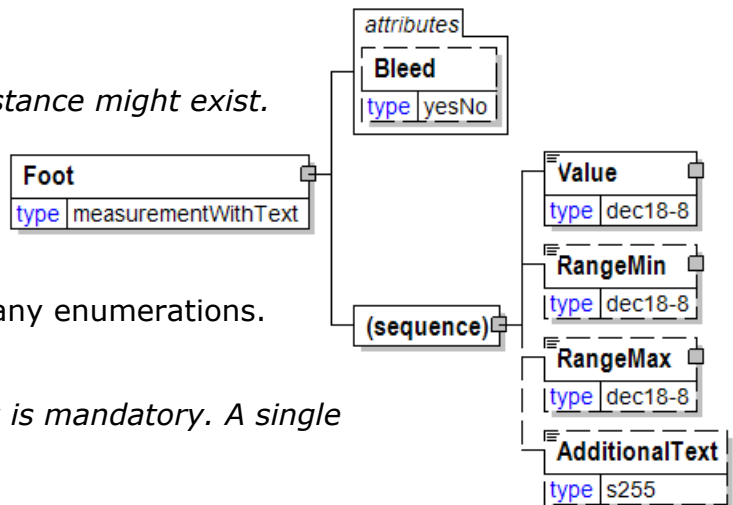 stance might exist.
any enumerations.
is mandatory. A single
Foot
type measurementWithText
attributes
Bleed
type yesNo
(sequence)
Value
type dec18-8
RangeMin
type dec18-8
RangeMax
type dec18-8
AdditionalText
type s255